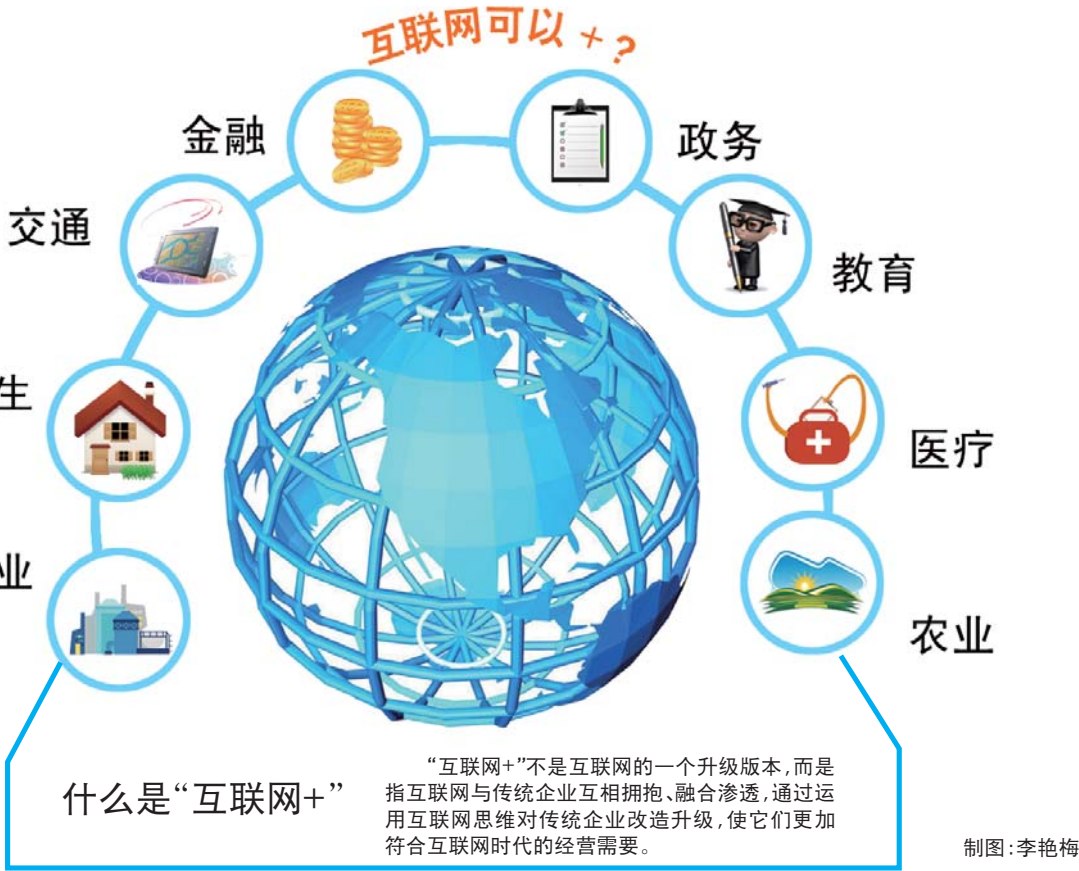 互联网可以+?
金融
政务
交通
教育
生
医疗
业
农业
什么是“互联网+”
“互联网+”不是互联网的一个升级版本,而是
指互联网与传统企业互相拥抱、融合渗透,通过运
用互联网思维对传统企业改造升级,使它们更加
符合互联网时代的经营需要。
制图:李艳梅